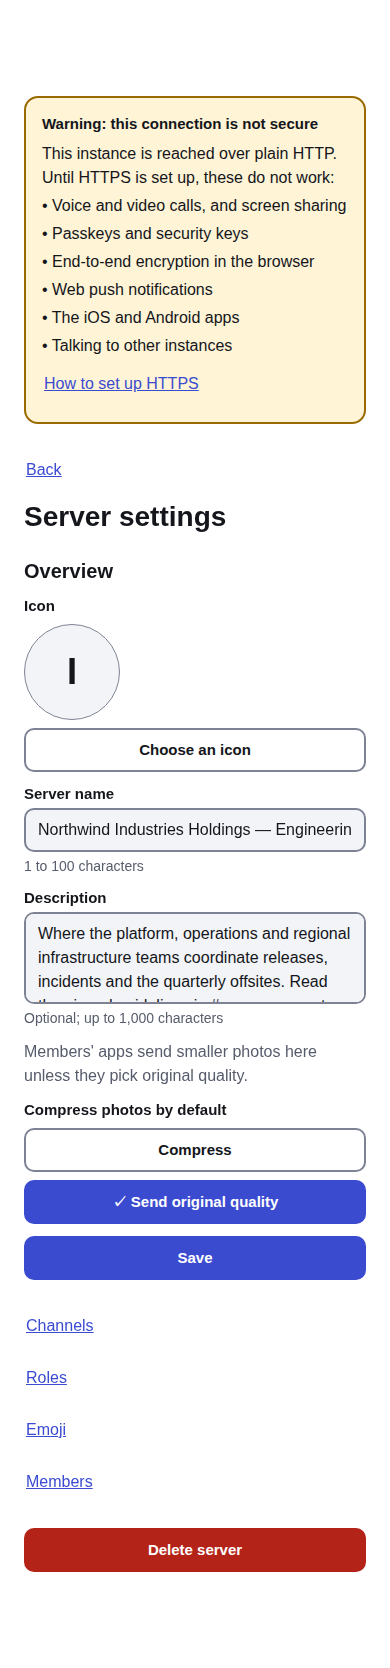 Warning: this connection is not secure
This instance is reached over plain HTTP.
Until HTTPS is set up, these do not work:
• Voice and video calls, and screen sharing
• Passkeys and security keys
• End-to-end encryption in the browser
• Web push notifications
• The iOS and Android apps
• Talking to other instances
How to set up HTTPS
Back
Server settings
Overview
Icon
I
Choose an icon
Server name
Northwind Industries Holdings — Engineerin
1 to 100 characters
Description
Where the platform, operations and regional
infrastructure teams coordinate releases,
incidents and the quarterly offsites. Read
Optional; up to 1,000 characters
Members' apps send smaller photos here
unless they pick original quality.
Compress photos by default
Compress
✓ Send original quality
Save
Channels
Roles
Emoji
Members
Delete server